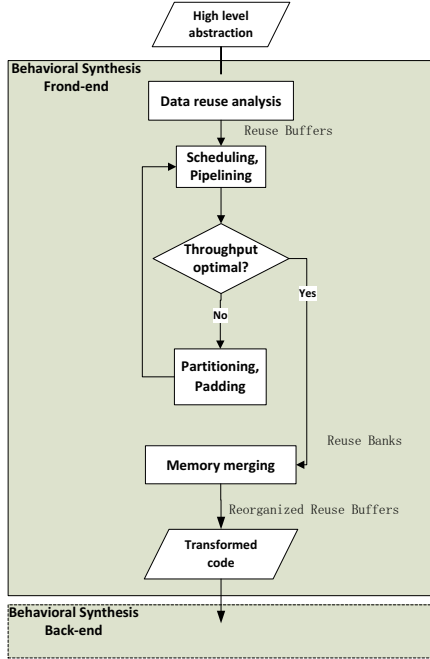 High level
abstraction
Behavioral Synthesis
Frond-end
Data reuse analysis
Reuse Buffers
Scheduling,
Pipelining
Throughput
optimal?
Yes
No
Partitioning,
Padding
Reuse Banks
Memory merging
Reorganized Reuse Buffers
Transformed
code
Behavioral Synthesis
Back-end